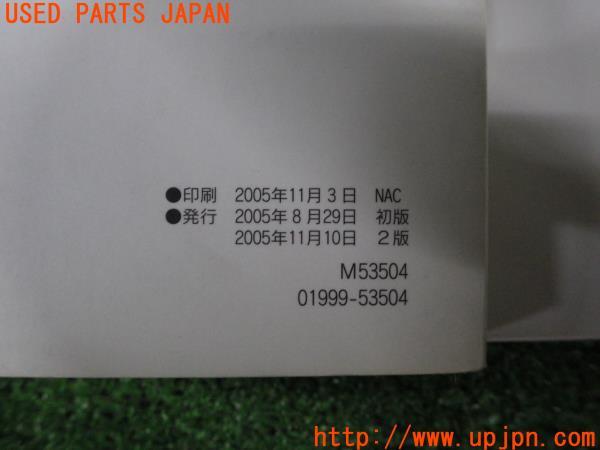 USED PARTS JAPAN
●印刷 2005年11月3日 NAC
●発行 2005年8月29日 初版
2005年11月10日 2版
M53504
01999-53504
http://www.upjpn.com/